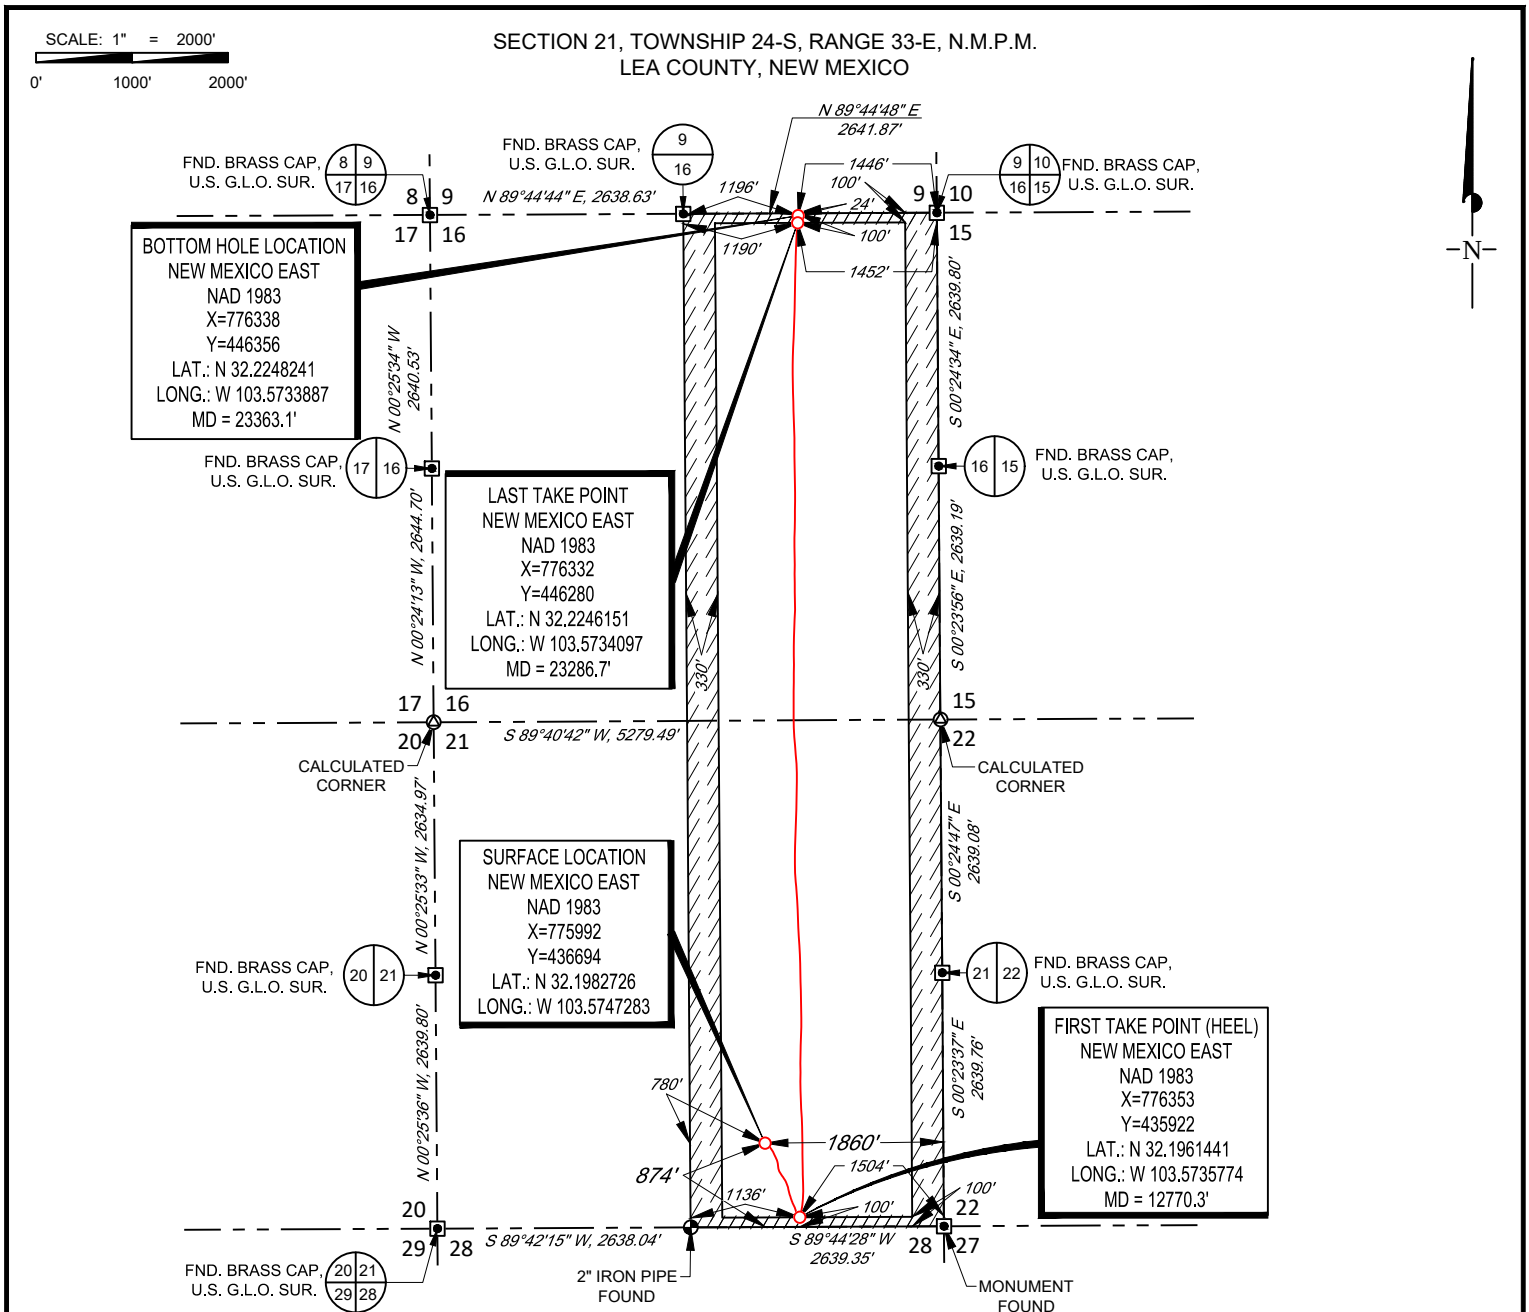 SCALE: 1" = 2000'
0' 1000' 2000'
SECTION 21, TOWNSHIP 24-S, RANGE 33-E, N.M.P.M.
LEA COUNTY, NEW MEXICO
-N-
N 89°44'48" E
2641.87'
FND. BRASS CAP,
U.S. G.L.O. SUR.
8 9
17 16
8 9
17 16
N 89°44'44" E, 2638.63'
FND. BRASS CAP,
U.S. G.L.O. SUR.
9
16
1196'
1446'
100'
24'
1190'
100'
1452'
9 10
15
9 10
16 15
FND. BRASS CAP,
U.S. G.L.O. SUR.
BOTTOM HOLE LOCATION
NEW MEXICO EAST
NAD 1983
X=776338
Y=446356
LAT.: N 32.2248241
LONG.: W 103.5733887
MD = 23363.1'
N 00°25'34" W
2640.53'
S 00°24'34" E, 2639.80'
FND. BRASS CAP,
U.S. G.L.O. SUR.
17 16
16 15
FND. BRASS CAP,
U.S. G.L.O. SUR.
LAST TAKE POINT
NEW MEXICO EAST
NAD 1983
X=776332
Y=446280
LAT.: N 32.2246151
LONG.: W 103.5734097
MD = 23286.7'
N 00°24'13" W, 2644.70'
S 00°23'56" E, 2639.19'
330'
330'
17 16
20 21
S 89°40'42" W, 5279.49'
15
22
CALCULATED
CORNER
CALCULATED
CORNER
N 00°25'33" W, 2634.97'
S 00°24'47" E
2639.08'
SURFACE LOCATION
NEW MEXICO EAST
NAD 1983
X=775992
Y=436694
LAT.: N 32.1982726
LONG.: W 103.5747283
FND. BRASS CAP,
U.S. G.L.O. SUR.
20 21
21 22
FND. BRASS CAP,
U.S. G.L.O. SUR.
FIRST TAKE POINT (HEEL)
NEW MEXICO EAST
NAD 1983
X=776353
Y=435922
LAT.: N 32.1961441
LONG.: W 103.5735774
MD = 12770.3'
N 00°25'36" W, 2639.80'
S 00°23'37" E
2639.76'
780'
1860'
874'
1504'
1136'
100'
100'
20
29 28
S 89°42'15" W, 2638.04'
S 89°44'28" W
2639.35'
22
28 27
FND. BRASS CAP,
U.S. G.L.O. SUR.
20 21
29 28
2" IRON PIPE
FOUND
MONUMENT
FOUND